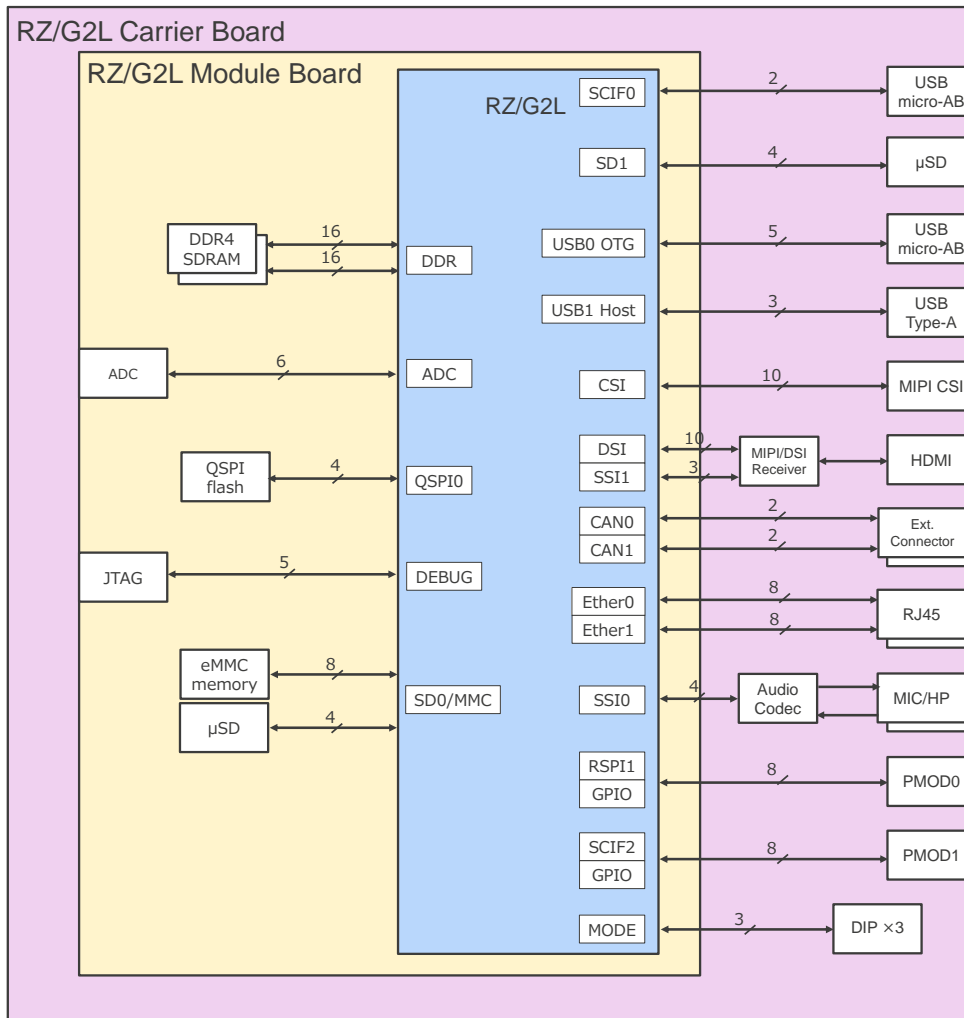 RZ/G2L Carrier Board
RZ/G2L Module Board
RZ/G2L
DDR4
SDRAM
16
16
DDR
ADC
6
ADC
QSPI
flash
4
QSPI0
JTAG
5
DEBUG
eMMC
memory
8
SD0/MMC
µSD
4
SCIF0
2
USB
micro-AB
SD1
4
µSD
USB0 OTG
5
USB
micro-AB
USB1 Host
3
USB
Type-A
CSI
10
MIPI CSI
DSI
10
SSI1
3
MIPI/DSI
Receiver
HDMI
CAN0
2
CAN1
2
Ext.
Connector
Ether0
8
Ether1
8
RJ45
SSI0
4
Audio
Codec
MIC/HP
RSPI1
GPIO
8
PMOD0
SCIF2
GPIO
8
PMOD1
MODE
3
DIP ×3